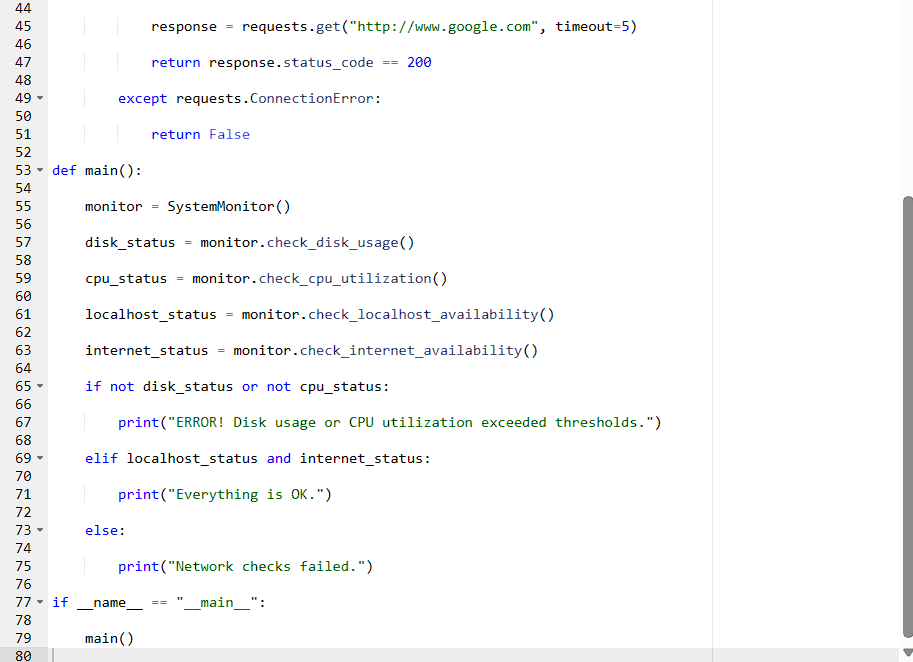 44
45             response = requests.get("http://www.google.com", timeout=5)
46
47             return response.status_code == 200
48
49         except requests.ConnectionError:
50
51             return False
52
53 def main():
54
55     monitor = SystemMonitor()
56
57     disk_status = monitor.check_disk_usage()
58
59     cpu_status = monitor.check_cpu_utilization()
60
61     localhost_status = monitor.check_localhost_availability()
62
63     internet_status = monitor.check_internet_availability()
64
65     if not disk_status or not cpu_status:
66
67         print("ERROR! Disk usage or CPU utilization exceeded thresholds.")
68
69     elif localhost_status and internet_status:
70
71         print("Everything is OK.")
72
73     else:
74
75         print("Network checks failed.")
76
77 if __name__ == "__main__":
78
79     main()
80